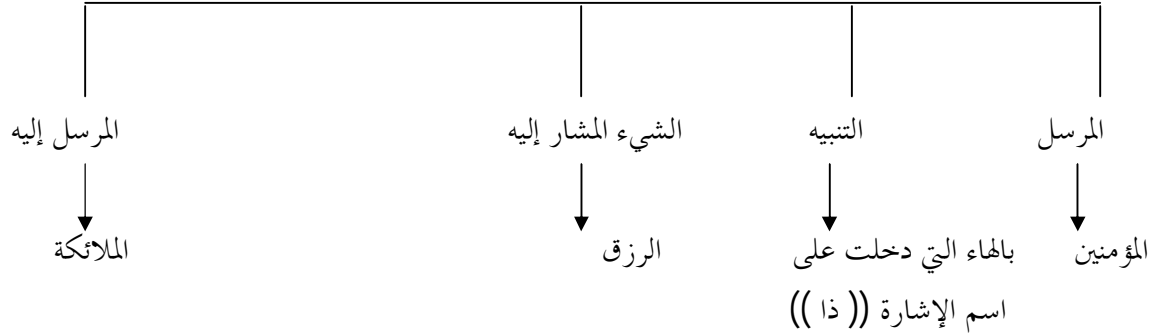 المرسل التنبيه الشيء المشار إليه المرسل إليه
المؤمنين بالهاء التي دخلت على الرزق الملائكة
اسم الإشارة (( ذا ))